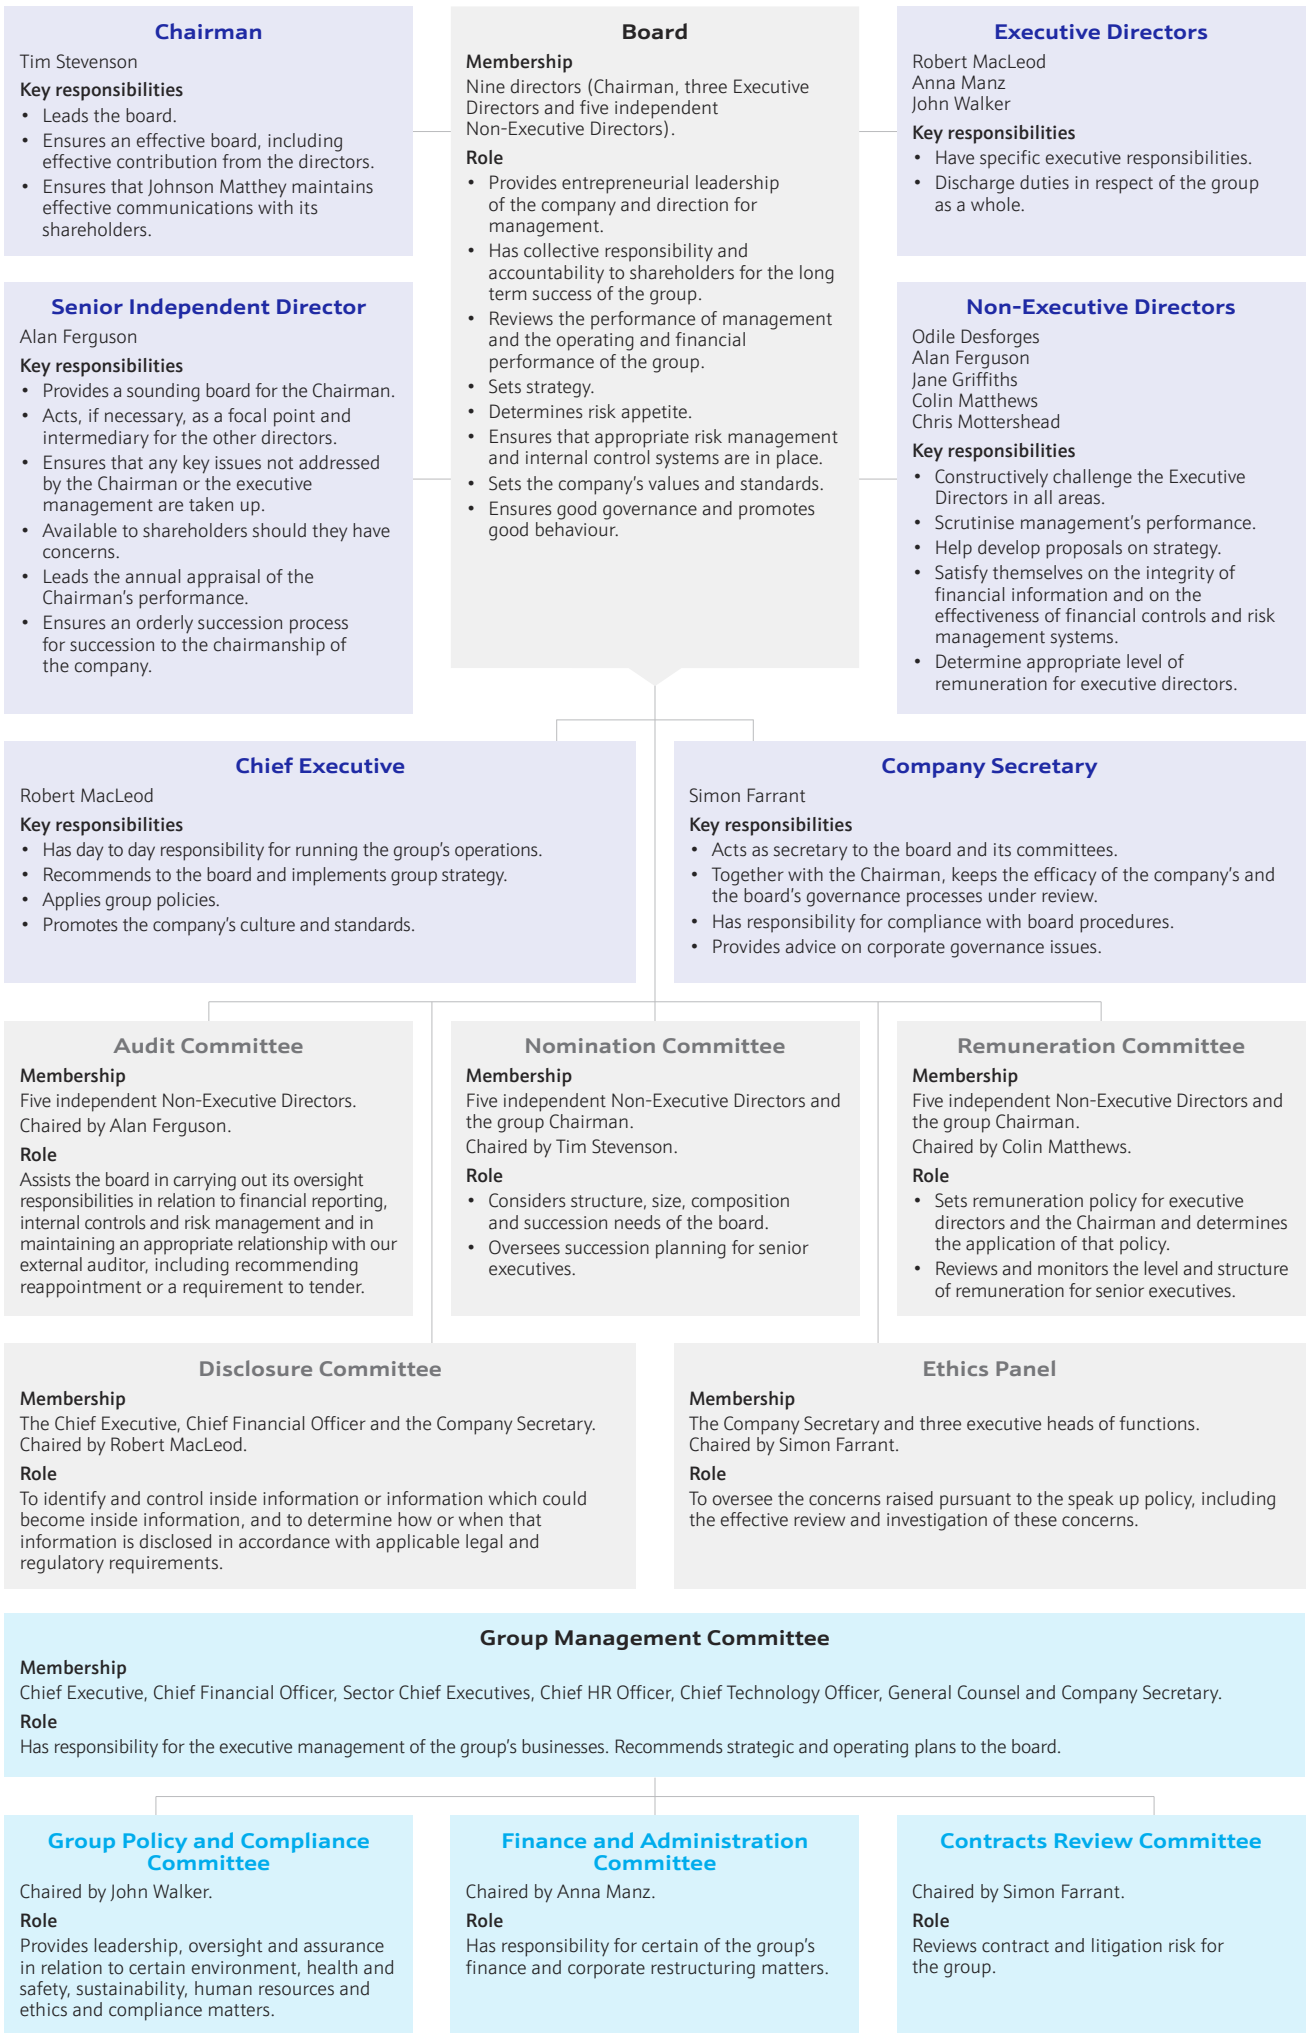 Chairman
Tim Stevenson
Key responsibilities
• Leads the board.
• Ensures an effective board, including
effective contribution from the directors.
• Ensures that Johnson Matthey maintains
effective communications with its
shareholders.
Board
Membership
Nine directors (Chairman, three Executive
Directors and five independent
Non-Executive Directors).
Role
• Provides entrepreneurial leadership
of the company and direction for
management.
• Has collective responsibility and
accountability to shareholders for the long
term success of the group.
• Reviews the performance of management
and the operating and financial
performance of the group.
• Sets strategy.
• Determines risk appetite.
• Ensures that appropriate risk management
and internal control systems are in place.
• Sets the company's values and standards.
• Ensures good governance and promotes
good behaviour.
Executive Directors
Robert MacLeod
Anna Manz
John Walker
Key responsibilities
• Have specific executive responsibilities.
• Discharge duties in respect of the group
as a whole.
Senior Independent Director
Alan Ferguson
Key responsibilities
• Provides a sounding board for the Chairman.
• Acts, if necessary, as a focal point and
intermediary for the other directors.
• Ensures that any key issues not addressed
by the Chairman or the executive
management are taken up.
• Available to shareholders should they have
concerns.
• Leads the annual appraisal of the
Chairman's performance.
• Ensures an orderly succession process
for succession to the chairmanship of
the company.
Non-Executive Directors
Odile Desforges
Alan Ferguson
Jane Griffiths
Colin Matthews
Chris Mottershead
Key responsibilities
• Constructively challenge the Executive
Directors in all areas.
• Scrutinise management's performance.
• Help develop proposals on strategy.
• Satisfy themselves on the integrity of
financial information and on the
effectiveness of financial controls and risk
management systems.
• Determine appropriate level of
remuneration for executive directors.
Chief Executive
Robert MacLeod
Key responsibilities
• Has day to day responsibility for running the group's operations.
• Recommends to the board and implements group strategy.
• Applies group policies.
• Promotes the company's culture and standards.
Company Secretary
Simon Farrant
Key responsibilities
• Acts as secretary to the board and its committees.
• Together with the Chairman, keeps the efficacy of the company's and
the board's governance processes under review.
• Has responsibility for compliance with board procedures.
• Provides advice on corporate governance issues.
Audit Committee
Membership
Five independent Non-Executive Directors.
Chaired by Alan Ferguson.
Role
Assists the board in carrying out its oversight
responsibilities in relation to financial reporting,
internal controls and risk management and in
maintaining an appropriate relationship with our
external auditor, including recommending
reappointment or a requirement to tender.
Nomination Committee
Membership
Five independent Non-Executive Directors and
the group Chairman.
Chaired by Tim Stevenson.
Role
• Considers structure, size, composition
and succession needs of the board.
• Oversees succession planning for senior
executives.
Remuneration Committee
Membership
Five independent Non-Executive Directors and
the group Chairman.
Chaired by Colin Matthews.
Role
• Sets remuneration policy for executive
directors and the Chairman and determines
the application of that policy.
• Reviews and monitors the level and structure
of remuneration for senior executives.
Disclosure Committee
Membership
The Chief Executive, Chief Financial Officer and the Company Secretary.
Chaired by Robert MacLeod.
Role
To identify and control inside information or information which could
become inside information, and to determine how or when that
information is disclosed in accordance with applicable legal and
regulatory requirements.
Ethics Panel
Membership
The Company Secretary and three executive heads of functions.
Chaired by Simon Farrant.
Role
To oversee the concerns raised pursuant to the speak up policy, including
the effective review and investigation of these concerns.
Group Management Committee
Membership
Chief Executive, Chief Financial Officer, Sector Chief Executives, Chief HR Officer, Chief Technology Officer, General Counsel and Company Secretary.
Role
Has responsibility for the executive management of the group's businesses. Recommends strategic and operating plans to the board.
Group Policy and Compliance
Committee
Chaired by John Walker.
Role
Provides leadership, oversight and assurance
in relation to certain environment, health and
safety, sustainability, human resources and
ethics and compliance matters.
Finance and Administration
Committee
Chaired by Anna Manz.
Role
Has responsibility for certain of the group's
finance and corporate restructuring matters.
Contracts Review Committee
Chaired by Simon Farrant.
Role
Reviews contract and litigation risk for
the group.